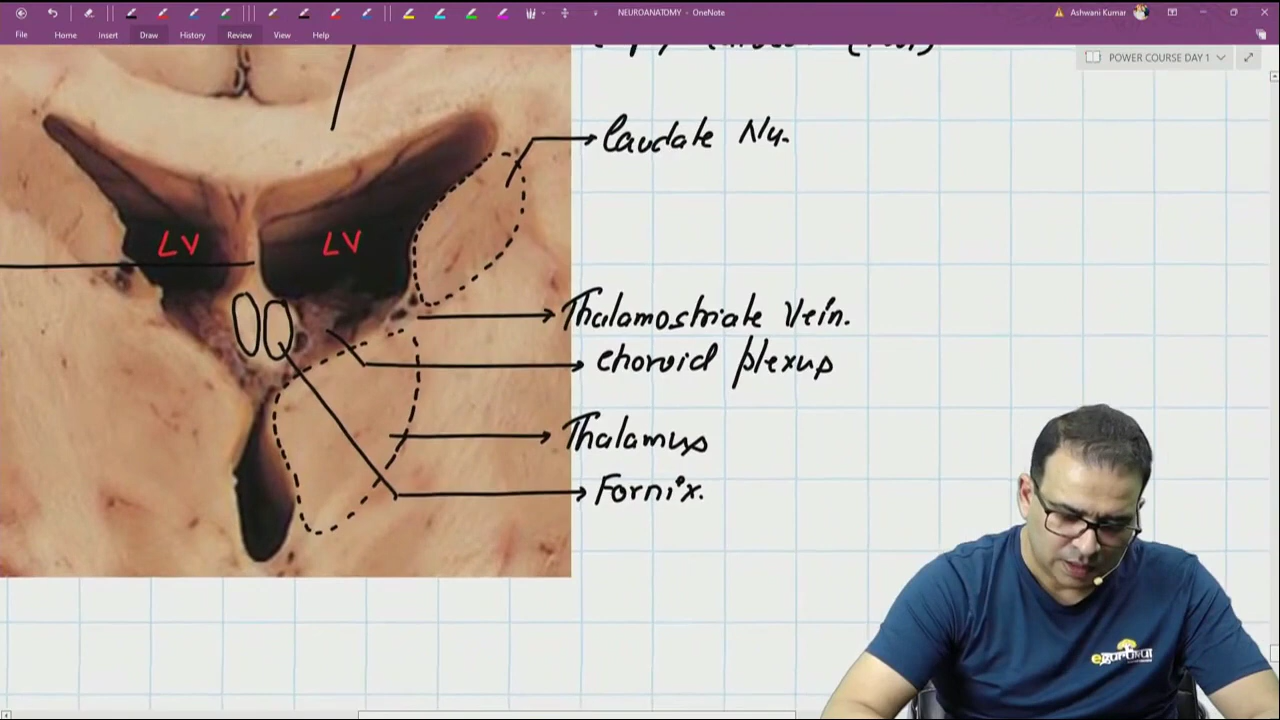 NEUROANATOMY - OneNote
Ashwani Kumar
File Home Insert Draw History Review View Help
POWER COURSE DAY 1
Caudate Nu.
LV LV
Thalamostriate Vein.
Choroid plexus
Thalamus
Fornix.